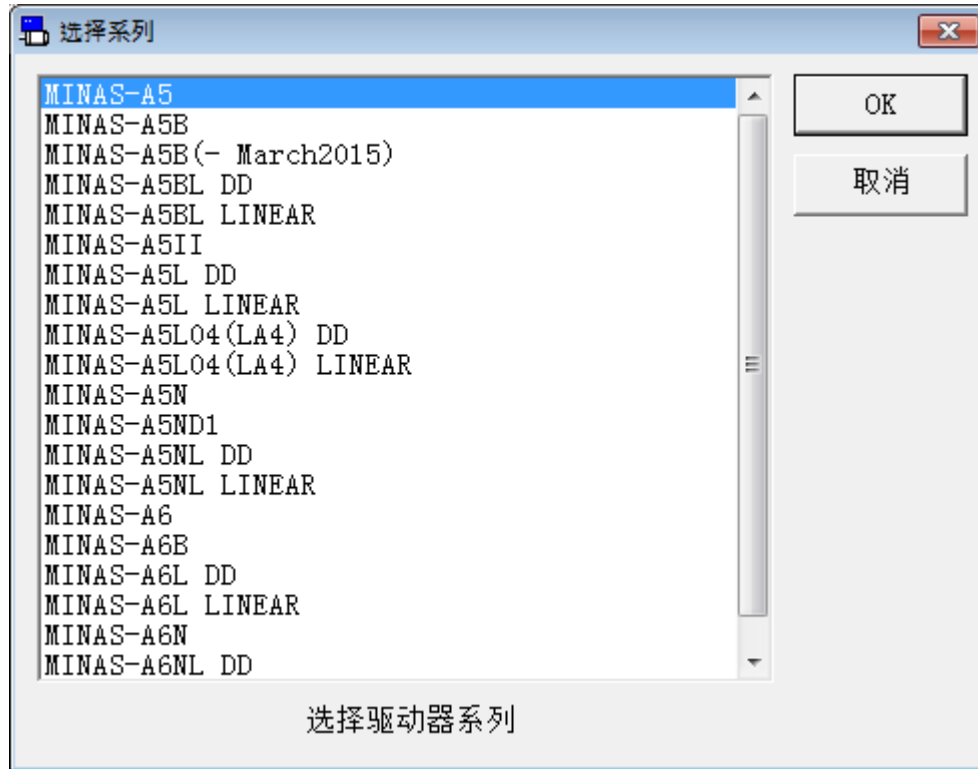 选择系列
MINAS-A5
MINAS-A5B
MINAS-A5B(- March2015)
MINAS-A5BL DD
MINAS-A5BL LINEAR
MINAS-A5II
MINAS-A5L DD
MINAS-A5L LINEAR
MINAS-A5L04(LA4) DD
MINAS-A5L04(LA4) LINEAR
MINAS-A5N
MINAS-A5ND1
MINAS-A5NL DD
MINAS-A5NL LINEAR
MINAS-A6
MINAS-A6B
MINAS-A6L DD
MINAS-A6L LINEAR
MINAS-A6N
MINAS-A6NL DD
OK
取消
选择驱动器系列